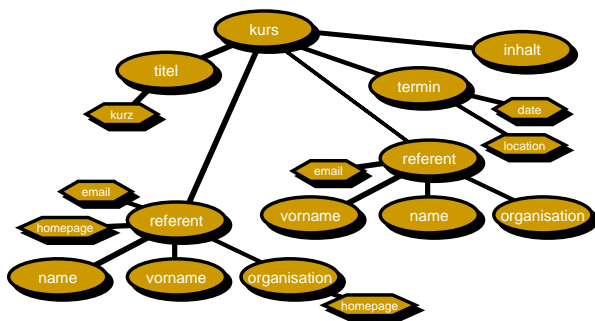 kurs
inhalt
titel
termin
kurz
date
location
referent
email
email
referent
homepage
vorname
name
organisation
name
vorname
organisation
homepage